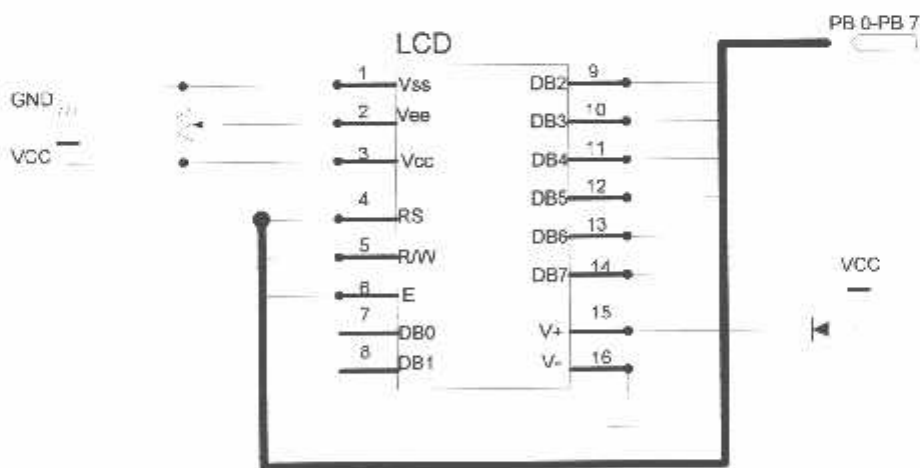 PB 0-PB 7
LCD
1 Vss
GND
2 Vee
VCC
3 Vcc
4 RS
5 R/W
6 E
7 DB0
8 DB1
DB2 9
DB3 10
DB4 11
DB5 12
DB6 13
DB7 14
VCC
V+ 15
V- 16